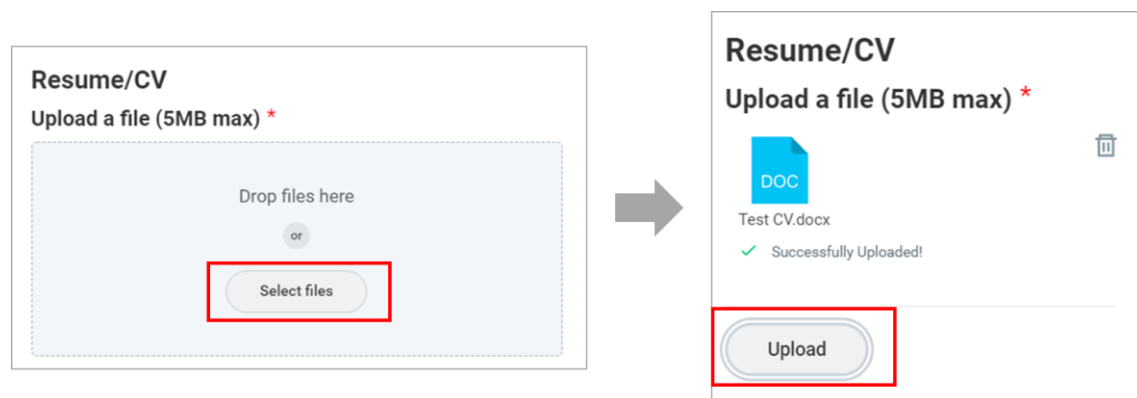 Resume/CV
Upload a file (5MB max) *
Drop files here
or
Select files
Resume/CV
Upload a file (5MB max) *
DOC
Test CV.docx
Successfully Uploaded!
Upload